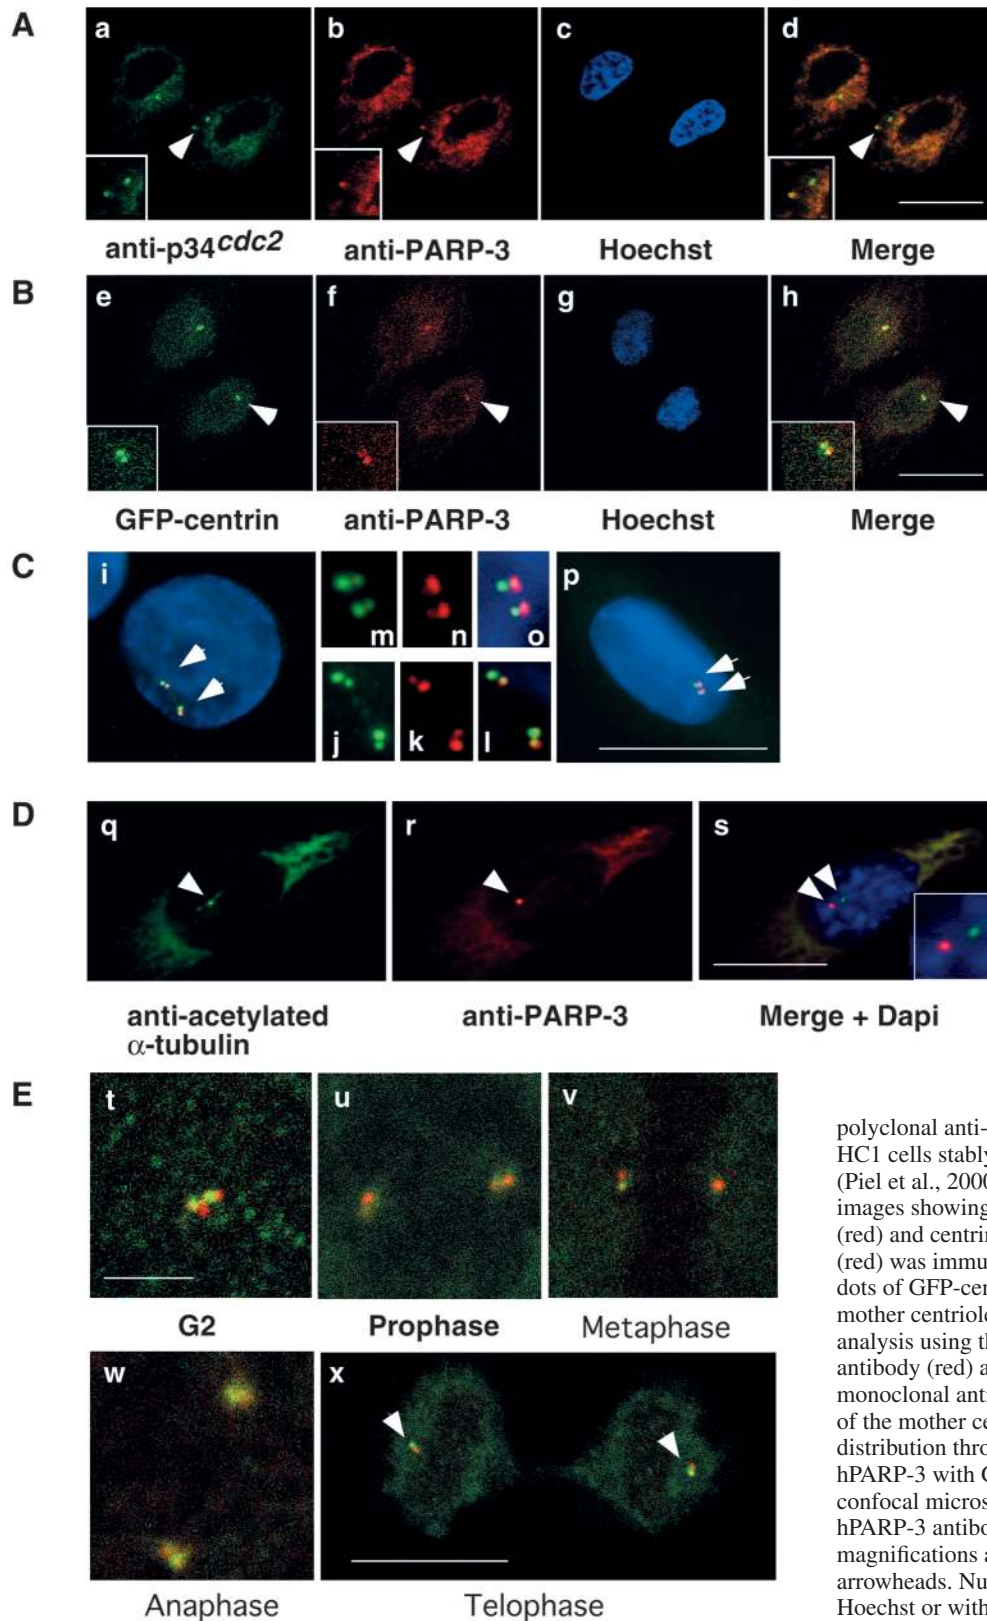 A
a b c d
anti-p34cdc2 anti-PARP-3 Hoechst Merge
B
e f g h
GFP-centrin anti-PARP-3 Hoechst Merge
C
i m n o p
j k l
D
q r s
anti-acetylated α-tubulin anti-PARP-3 Merge + Dapi
E
t u v
G2 Prophase Metaphase
w x
Anaphase Telophase
polyclonal anti-
HC1 cells stably
(Piel et al., 2000
images showing
(red) and centrin
(red) was immu
dots of GFP-cen
mother centriole
analysis using th
antibody (red) a
monoclonal anti
of the mother ce
distribution thro
hPARP-3 with G
confocal micros
hPARP-3 antibo
magnifications a
arrowheads. Nu
Hoechst or with